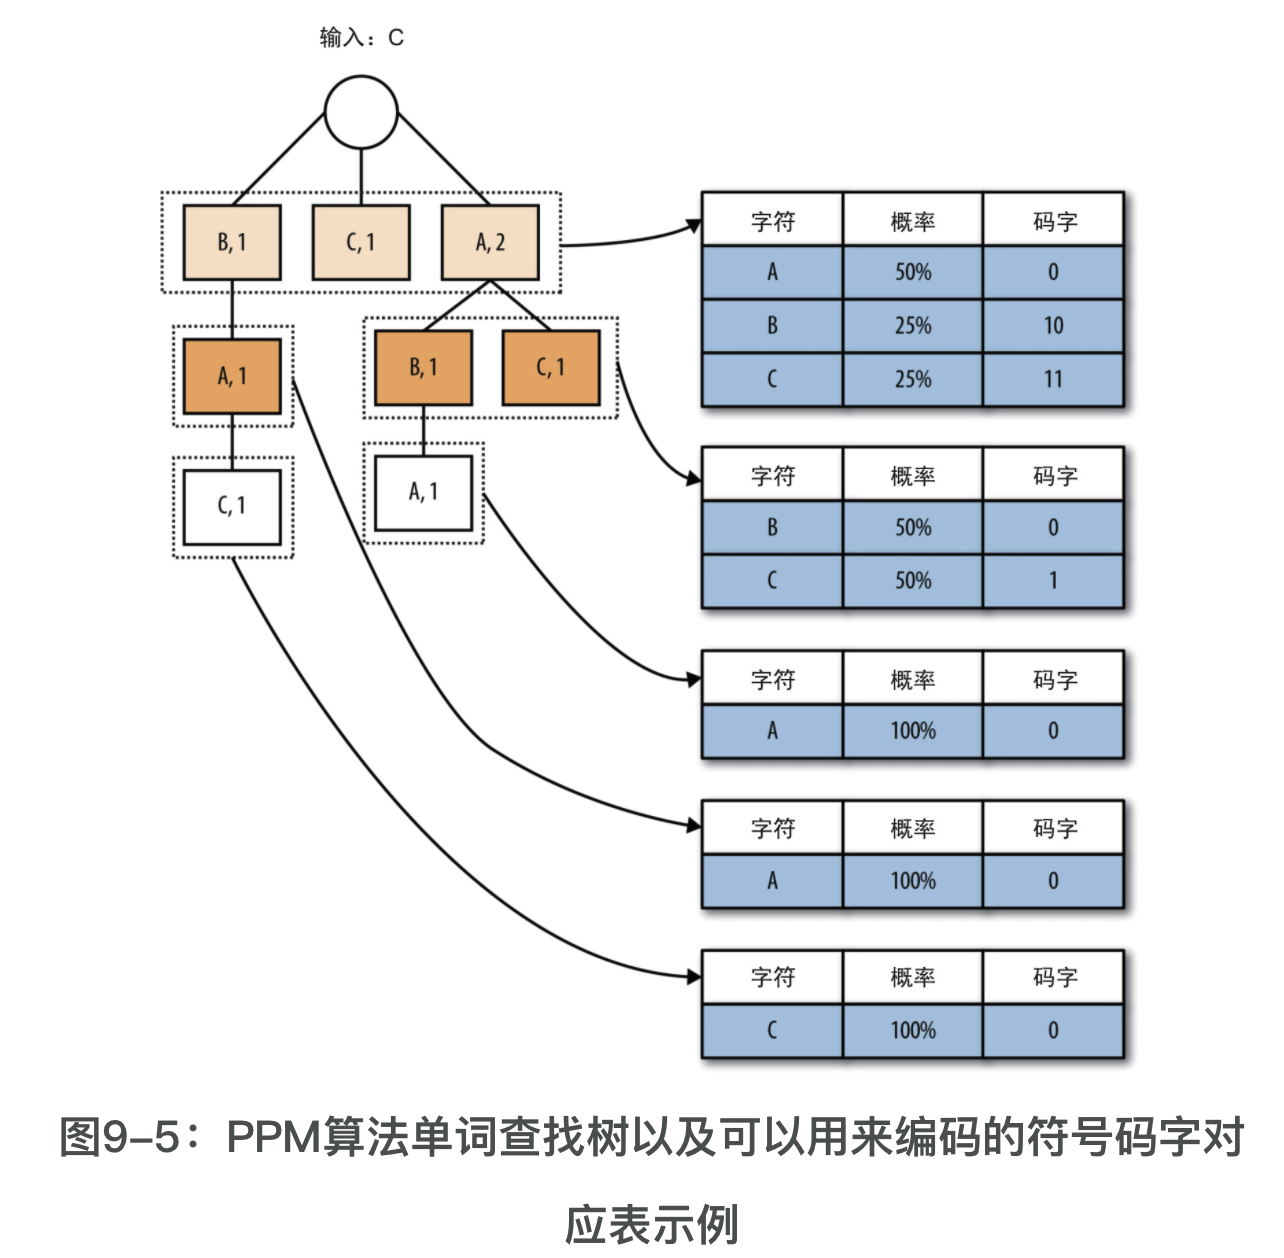 输入：C
B, 1
C, 1
A, 2
A, 1
B, 1
C, 1
C, 1
A, 1
字符 概率 码字
A 50% 0
B 25% 10
C 25% 11
字符 概率 码字
B 50% 0
C 50% 1
字符 概率 码字
A 100% 0
字符 概率 码字
A 100% 0
字符 概率 码字
C 100% 0
图9–5：PPM算法单词查找树以及可以用来编码的符号码字对
应表示例